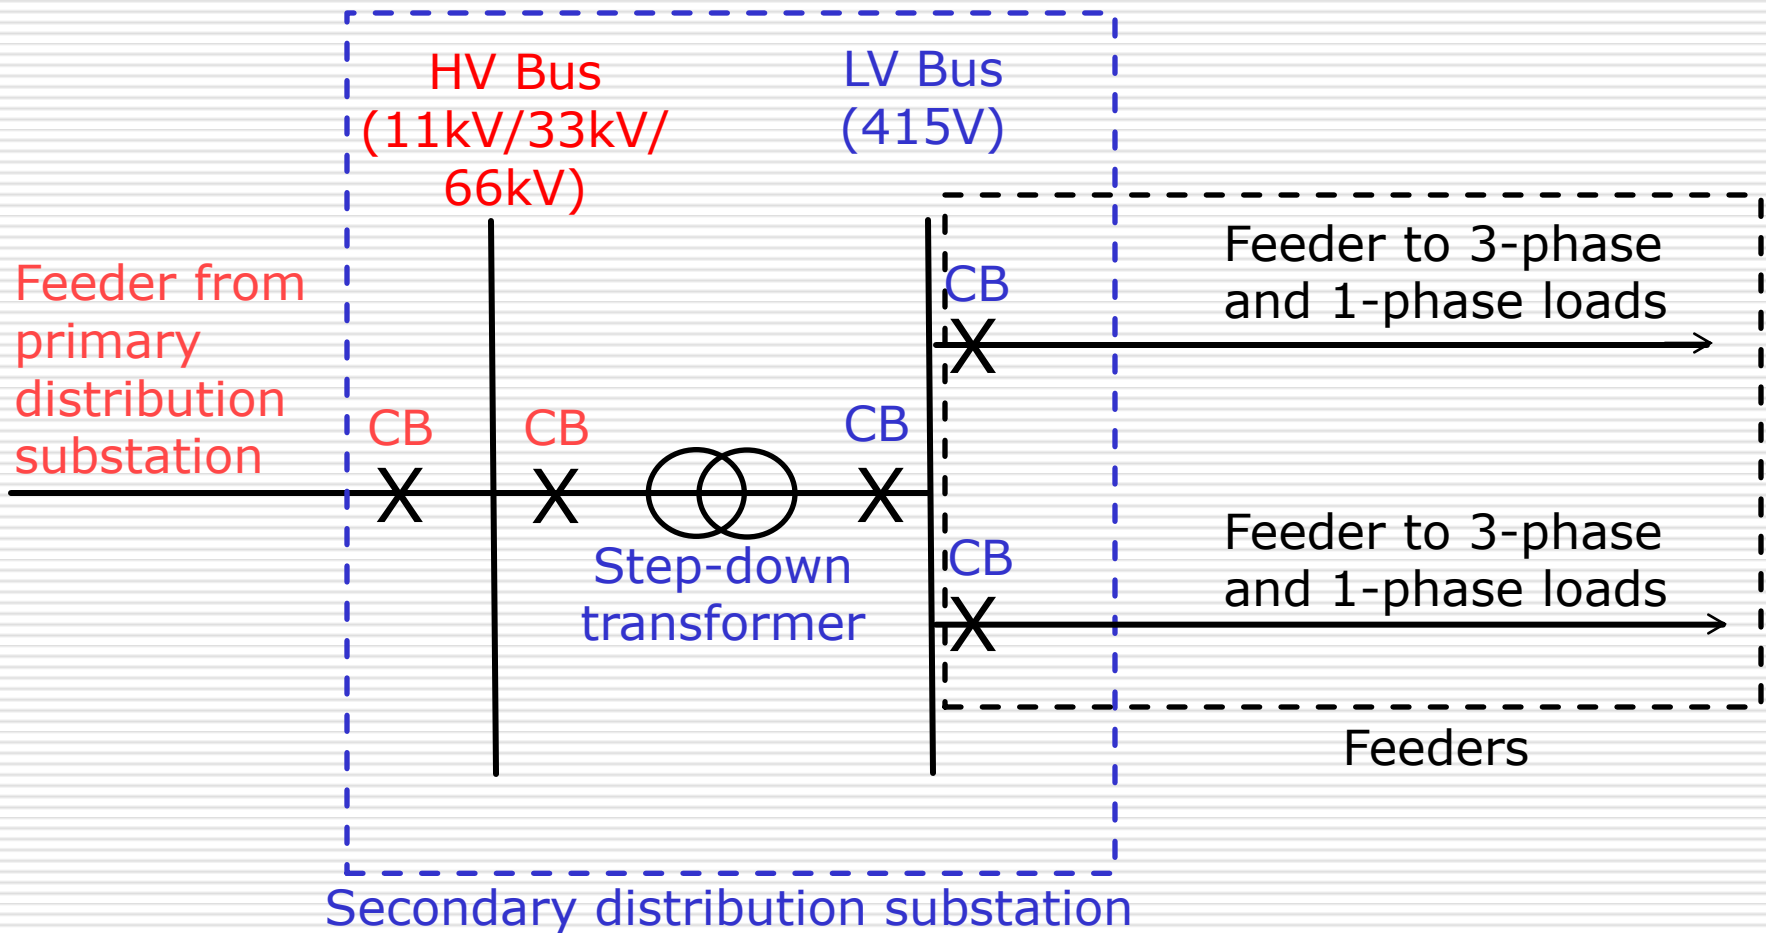 HV Bus
(11kV/33kV/
66kV)
LV Bus
(415V)
Feeder from
primary
distribution
substation
CB
CB
CB
CB
CB
Step-down
transformer
Feeder to 3-phase
and 1-phase loads
Feeder to 3-phase
and 1-phase loads
Feeders
Secondary distribution substation